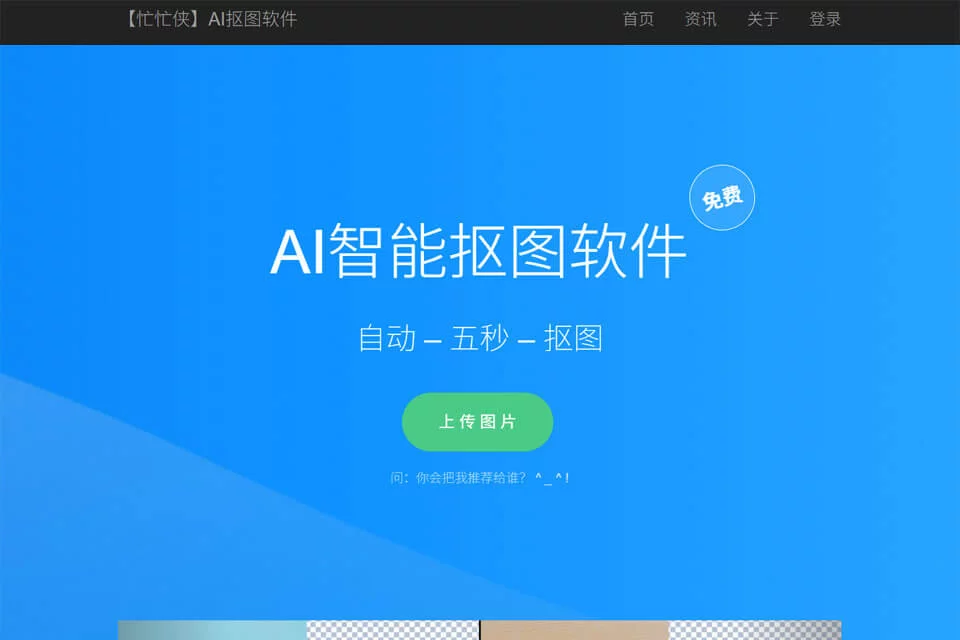 【忙忙侠】AI抠图软件
首页 资讯 关于 登录
免费
AI智能抠图软件
自动 – 五秒 – 抠图
上传图片
问：你会把我推荐给谁？ ^ _ ^ !